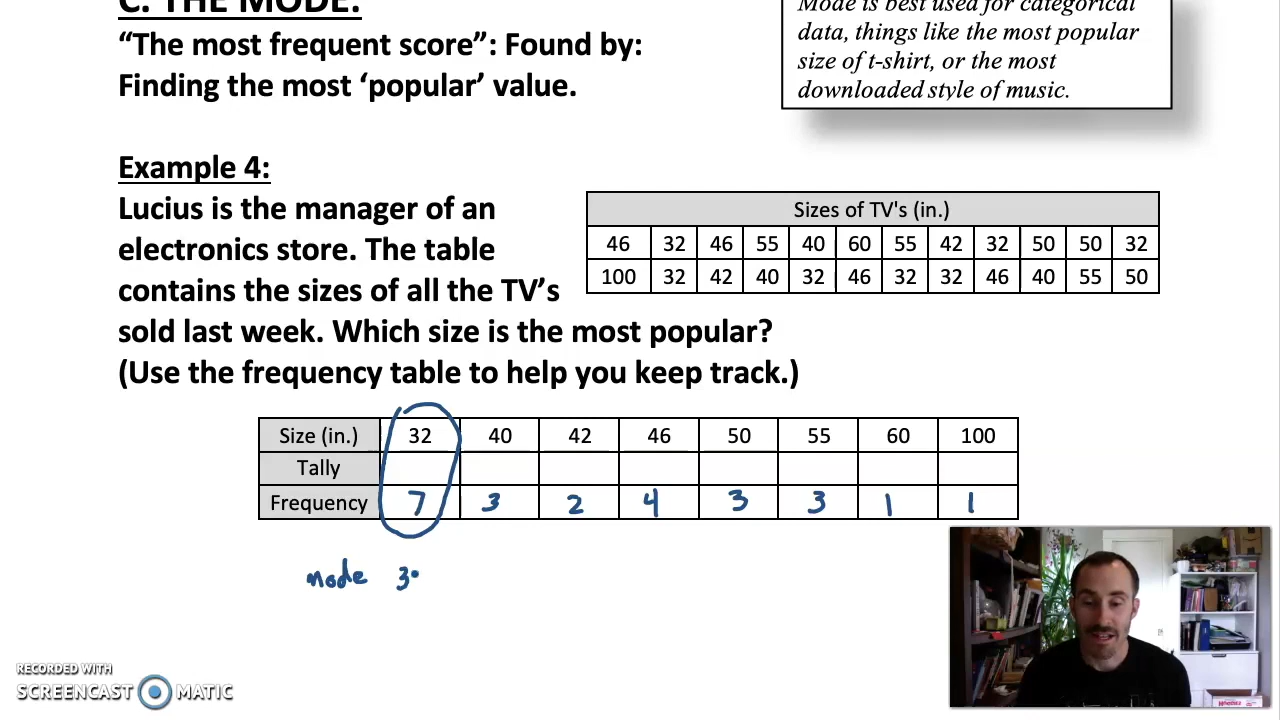 C. THE MODE:
“The most frequent score”: Found by:
Finding the most ‘popular’ value.
Mode is best used for categorical
data, things like the most popular
size of t-shirt, or the most
downloaded style of music.
Example 4:
Lucius is the manager of an
electronics store. The table
contains the sizes of all the TV’s
sold last week. Which size is the most popular?
(Use the frequency table to help you keep track.)
Sizes of TV's (in.)
46 32 46 55 40 60 55 42 32 50 50 32
100 32 42 40 32 46 32 32 46 40 55 50
Size (in.) 32 40 42 46 50 55 60 100
Tally
Frequency 7 3 2 4 3 3 1 1
mode 3
RECORDED WITH
SCREENCAST MATIC